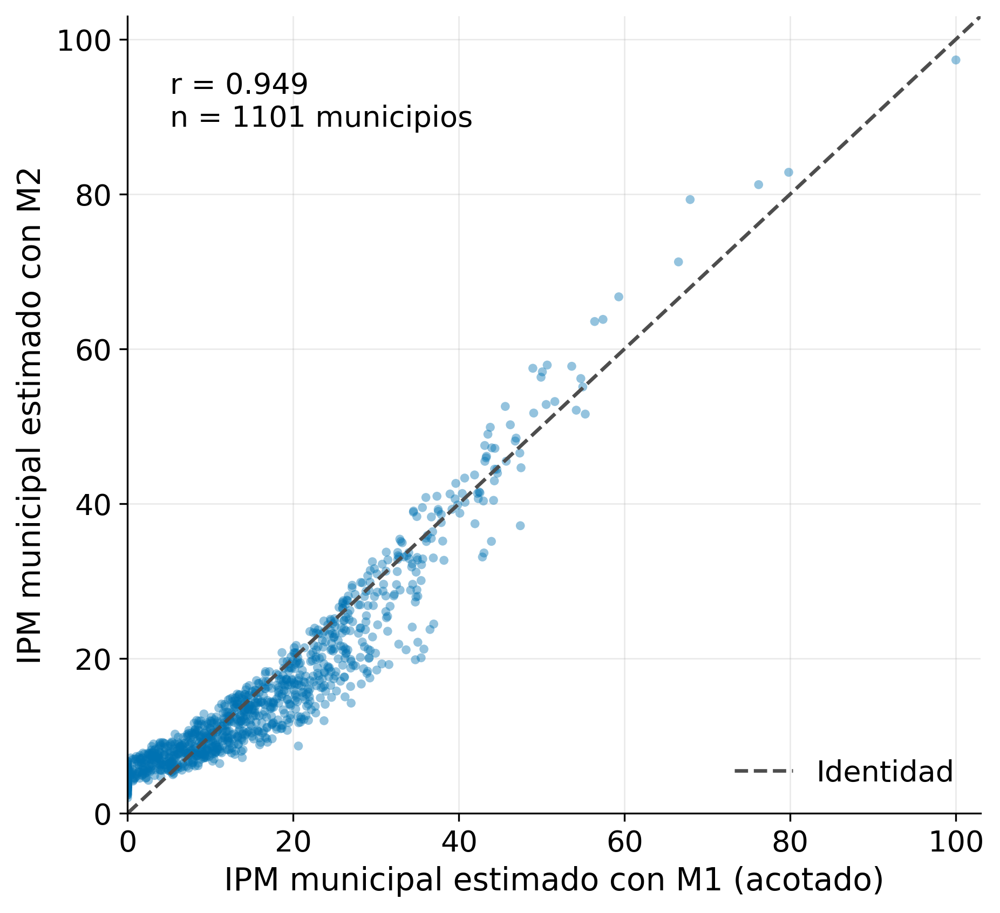 r = 0.949
n = 1101 municipios
IPM municipal estimado con M2
100
80
60
40
20
0
Identidad
0 20 40 60 80 100
IPM municipal estimado con M1 (acotado)